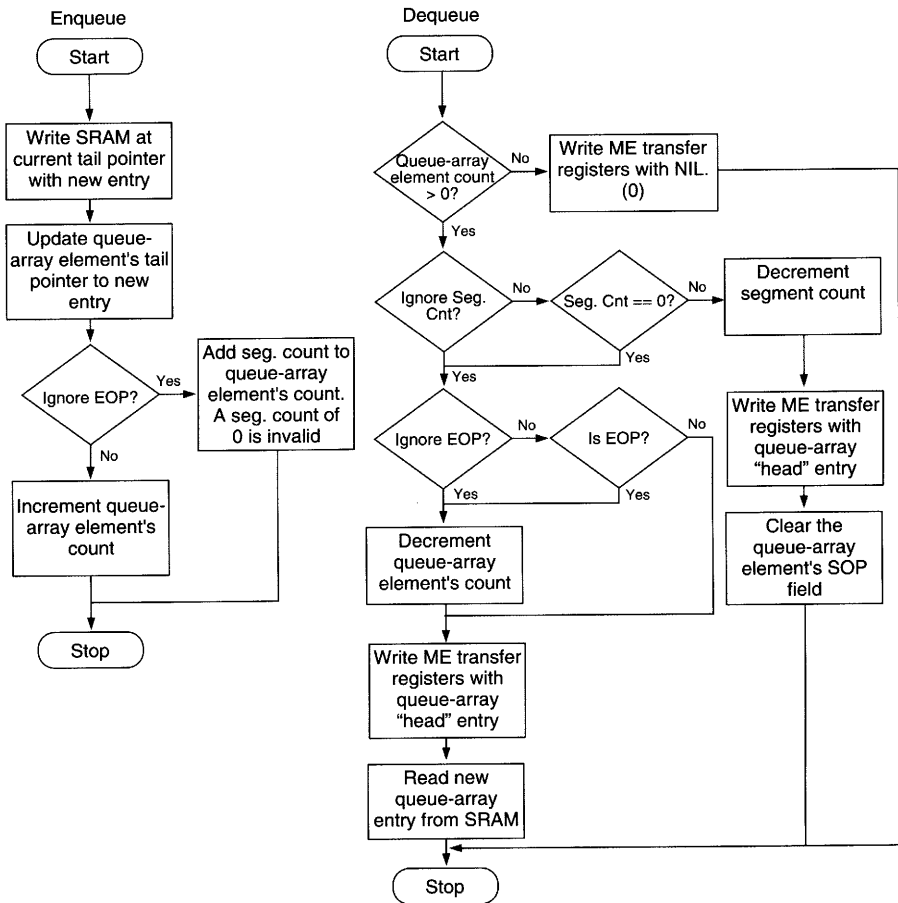 Enqueue
Start
Write SRAM at
current tail pointer
with new entry
Update queue-
array element's tail
pointer to new
entry
Ignore EOP?
Yes
Add seg. count to
queue-array
element's count.
A seg. count of
0 is invalid
No
Increment queue-
array element's
count
Stop
Dequeue
Start
Queue-array
element count
> 0?
No
Write ME transfer
registers with NIL.
(0)
Yes
Ignore Seg.
Cnt?
No
Seg. Cnt == 0?
No
Decrement
segment count
Yes
Yes
Write ME transfer
registers with
queue-array
“head” entry
Ignore EOP?
No
Is EOP?
No
Yes
Yes
Clear the
queue-array
element's SOP
field
Decrement
queue-array
element's count
Write ME transfer
registers with
queue-array
“head” entry
Read new
queue-array
entry from SRAM
Stop